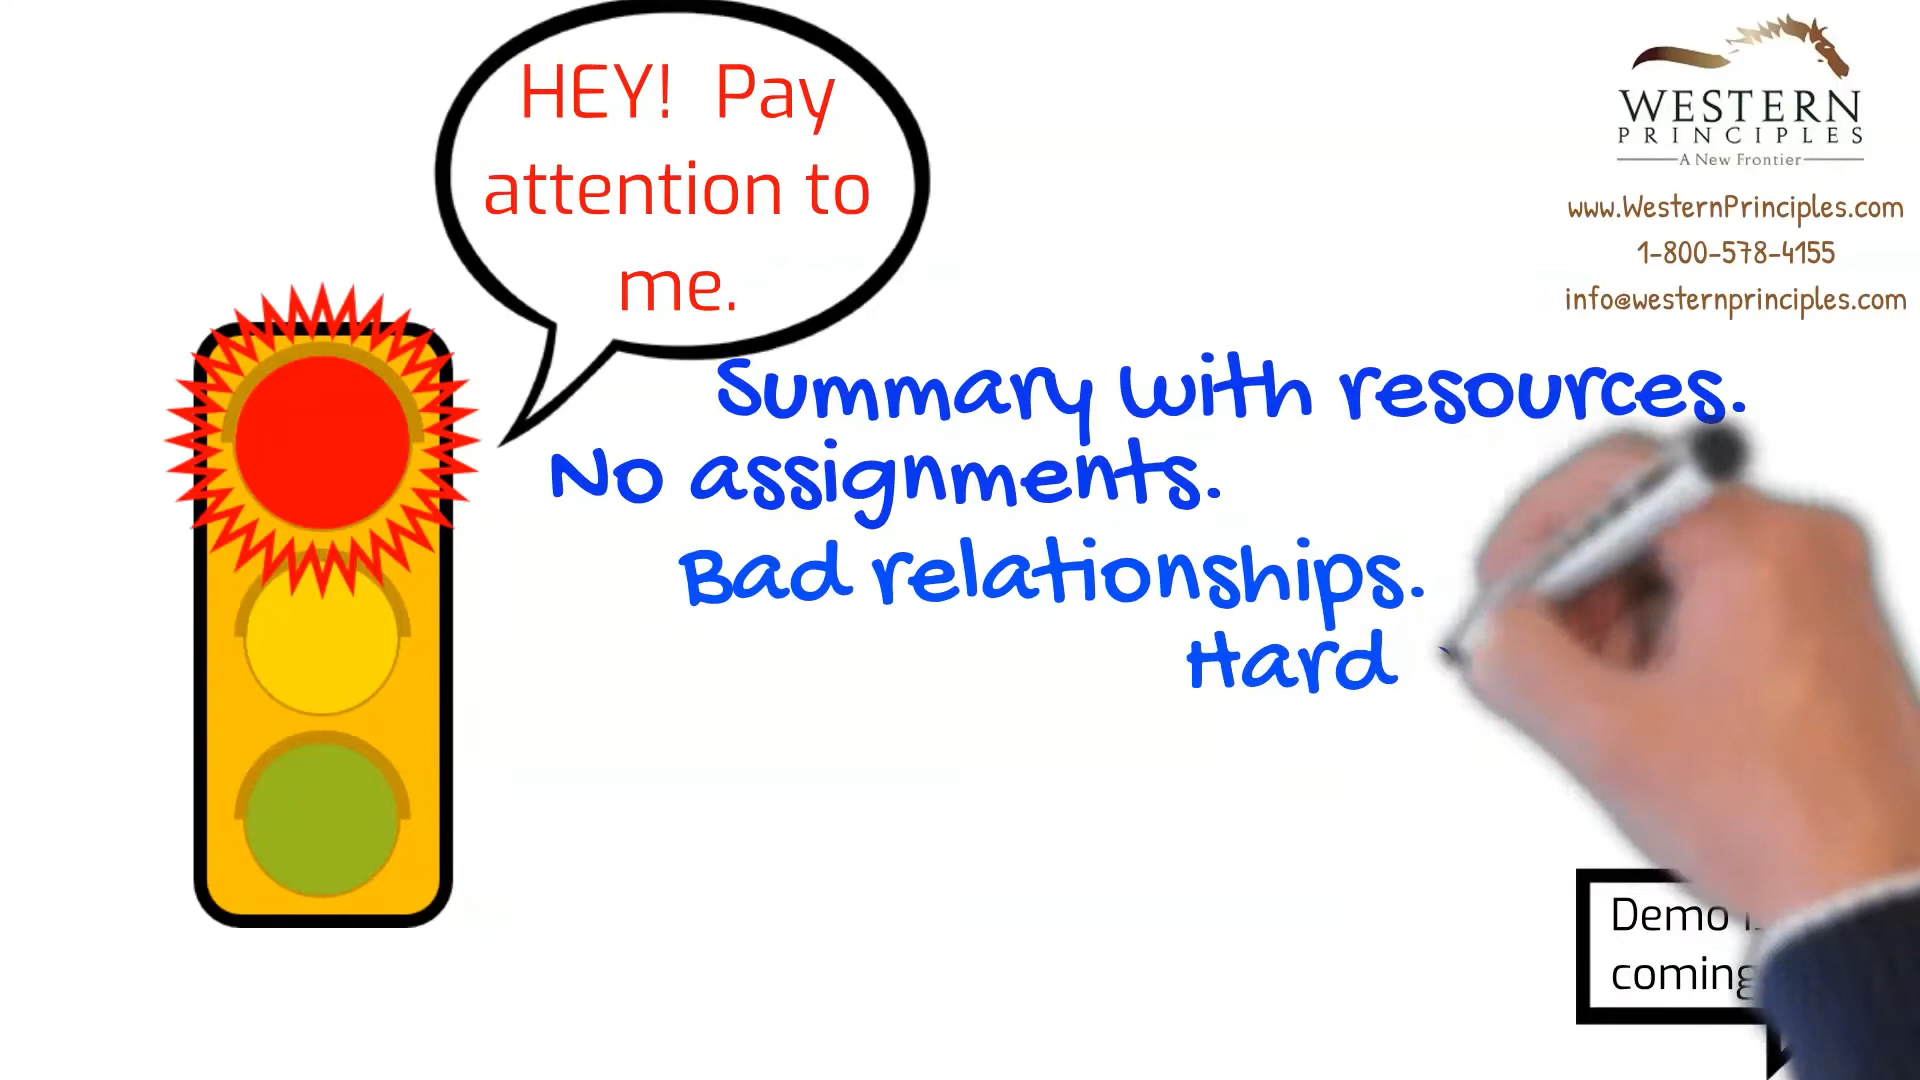 HEY! Pay
attention to
me.
WESTERN
PRINCIPLES
A New Frontier
www.WesternPrinciples.com
1-800-578-4155
info@westernprinciples.com
Summary with resources.
No assignments.
Bad relationships.
Hard
Demo
coming